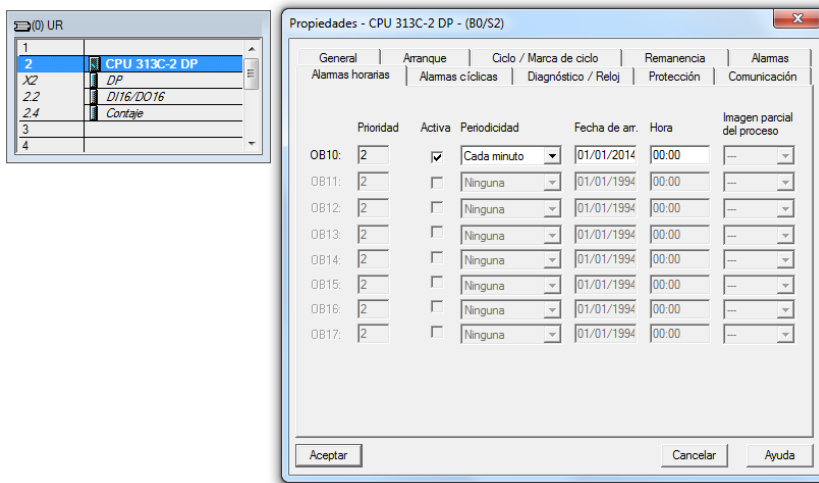 (0) UR
1
2 CPU 313C-2 DP
X2 DP
2.2 DI16/DO16
2.4 Contaje
3
4
Propiedades - CPU 313C-2 DP - (B0/S2)
General Arranque Ciclo / Marca de ciclo Remanencia Alarmas
Alarmas horarias Alarmas cíclicas Diagnóstico / Reloj Protección Comunicación
Prioridad Activa Periodicidad Fecha de arr. Hora Imagen parcial del proceso
OB10: 2 Cada minuto 01/01/2014 00:00 ---
OB11: 2 Ninguna 01/01/1994 00:00 ---
OB12: 2 Ninguna 01/01/1994 00:00 ---
OB13: 2 Ninguna 01/01/1994 00:00 ---
OB14: 2 Ninguna 01/01/1994 00:00 ---
OB15: 2 Ninguna 01/01/1994 00:00 ---
OB16: 2 Ninguna 01/01/1994 00:00 ---
OB17: 2 Ninguna 01/01/1994 00:00 ---
Aceptar Cancelar Ayuda